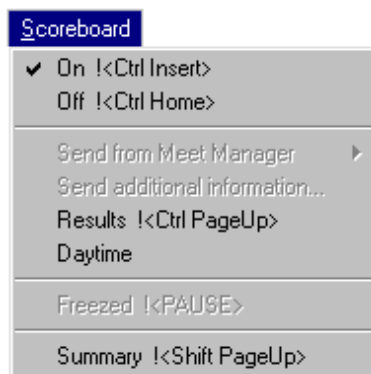 Scoreboard
On !<Ctrl Insert>
Off !<Ctrl Home>
Send from Meet Manager
Send additional information...
Results !<Ctrl PageUp>
Daytime
Freezed !<PAUSE>
Summary !<Shift PageUp>